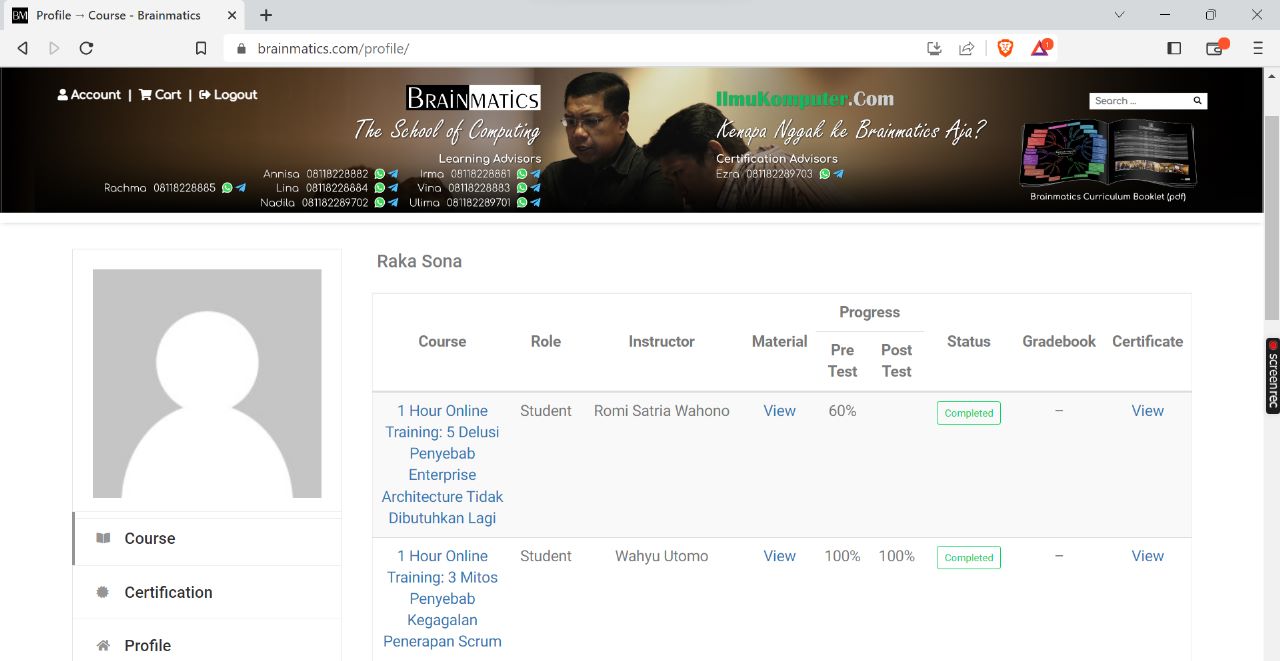 BM Profile → Course - Brainmatics
brainmatics.com/profile/
1
Account | Cart | Logout
BRAINMATICS
The School of Computing
Learning Advisors
Annisa 08118228882 Irma 08118228881
Rachma 08118228885 Lina 08118228884 Vina 08118228883
Nadila 081182289702 Ulima 081182289701
IlmuKomputer.Com
Kenapa Nggak ke Brainmatics Aja?
Certification Advisors
Ezra 081182289703
Search ...
Brainmatics Curriculum Booklet (pdf)
screenrec
Raka Sona
Course
Certification
Profile
Progress
Course Role Instructor Material Pre Test Post Test Status Gradebook Certificate
1 Hour Online Student Romi Satria Wahono View 60% Completed – View
Training: 5 Delusi
Penyebab
Enterprise
Architecture Tidak
Dibutuhkan Lagi
1 Hour Online Student Wahyu Utomo View 100% 100% Completed – View
Training: 3 Mitos
Penyebab
Kegagalan
Penerapan Scrum